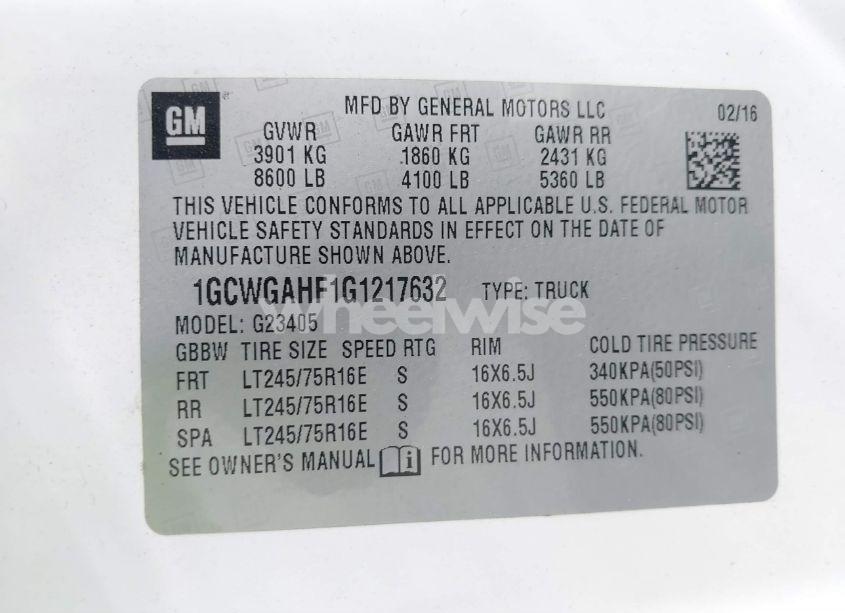 GM
MFD BY GENERAL MOTORS LLC 02/16
GVWR GAWR FRT GAWR RR
3901 KG 1860 KG 2431 KG
8600 LB 4100 LB 5360 LB
THIS VEHICLE CONFORMS TO ALL APPLICABLE U.S. FEDERAL MOTOR
VEHICLE SAFETY STANDARDS IN EFFECT ON THE DATE OF
MANUFACTURE SHOWN ABOVE.
1GCWGAHF1G1217632 TYPE: TRUCK
wheelwise
MODEL: G23405
GBBW TIRE SIZE SPEED RTG RIM COLD TIRE PRESSURE
FRT LT245/75R16E S 16X6.5J 340KPA(50PSI)
RR LT245/75R16E S 16X6.5J 550KPA(80PSI)
SPA LT245/75R16E S 16X6.5J 550KPA(80PSI)
SEE OWNER'S MANUAL i FOR MORE INFORMATION.